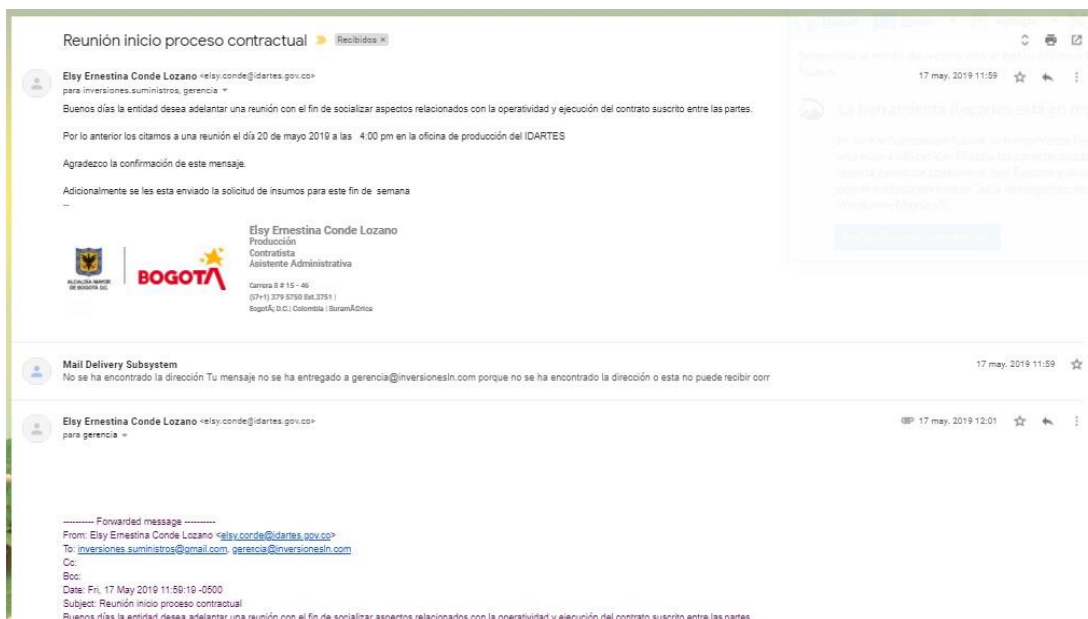 Reunión inicio proceso contractual Recibidos ×
Elsy Ernestina Conde Lozano <elsy.conde@idartes.gov.co>
17 may. 2019 11:59
para inversiones.suministros, gerencia
Buenos días la entidad desea adelantar una reunión con el fin de socializar aspectos relacionados con la operatividad y ejecución del contrato suscrito entre las partes.
Por lo anterior los citamos a una reunión el día 20 de mayo 2019 a las 4:00 pm en la oficina de producción del IDARTES
Agradezco la confirmación de este mensaje.
Adicionalmente se les esta enviado la solicitud de insumos para este fin de semana
--
ALCALDÍA MAYOR
DE BOGOTÁ D.C.
BOGOTÁ
Elsy Ernestina Conde Lozano
Producción
Contratista
Asistente Administrativa
Carrera 8 # 15 - 46
(57+1) 379 5750 Ext.3751 |
BogotÃ¡ D.C.| Colombia | SuramÃ©rica
Mail Delivery Subsystem
17 may. 2019 11:59
No se ha encontrado la dirección Tu mensaje no se ha entregado a gerencia@inversionesln.com porque no se ha encontrado la dirección o esta no puede recibir corr
Elsy Ernestina Conde Lozano <elsy.conde@idartes.gov.co>
17 may. 2019 12:01
para gerencia
---------- Forwarded message ----------
From: Elsy Ernestina Conde Lozano <elsy.conde@idartes.gov.co>
To: inversiones.suministros@gmail.com, gerencia@inversionesln.com
Cc:
Bcc:
Date: Fri, 17 May 2019 11:59:19 -0500
Subject: Reunión inicio proceso contractual
Buenos días la entidad desea adelantar una reunión con el fin de socializar aspectos relacionados con la operatividad y ejecución del contrato suscrito entre las partes.